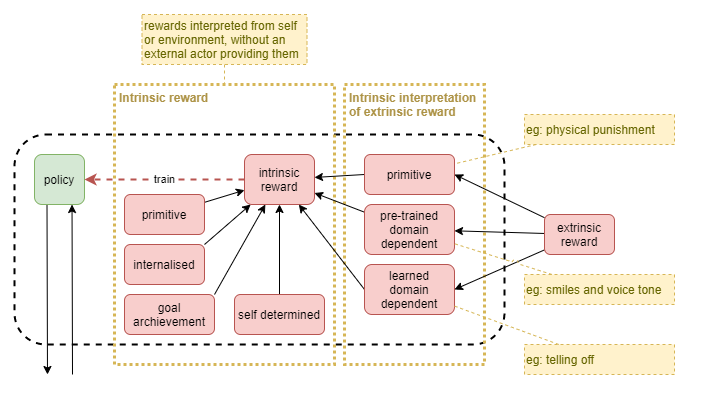 rewards interpreted from self
or environment, without an
external actor providing them
Intrinsic reward
Intrinsic interpretation
of extrinsic reward
eg: physical punishment
policy
train
intrinsic
reward
primitive
primitive
pre-trained
domain
dependent
extrinsic
reward
internalised
learned
domain
dependent
eg: smiles and voice tone
goal
archievement
self determined
eg: telling off